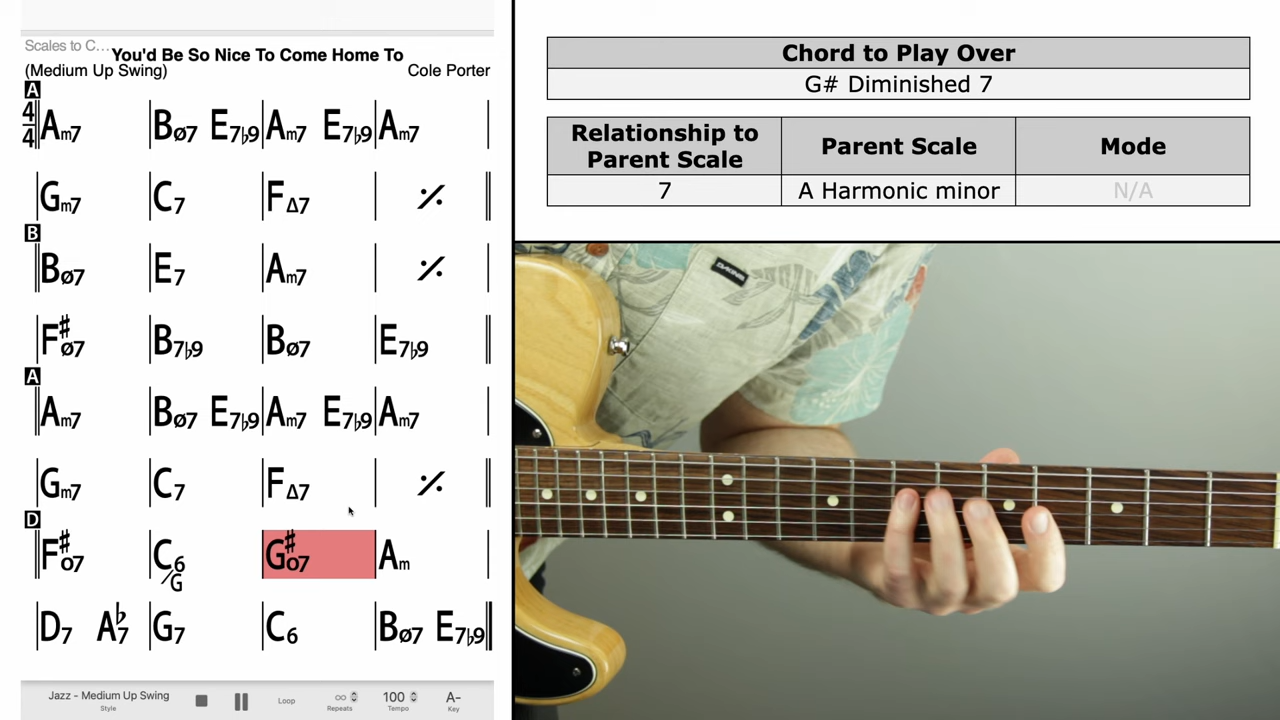 Scales to C...
You'd Be So Nice To Come Home To
(Medium Up Swing)
Cole Porter
A
4/4 Am7 Bø7 E7♭9 Am7 E7♭9 Am7
Gm7 C7 FΔ7 ٪
B
Bø7 E7 Am7 ٪
F#ø7 B7♭9 Bø7 E7♭9
A
Am7 Bø7 E7♭9 Am7 E7♭9 Am7
Gm7 C7 FΔ7 ٪
D
F#o7 C6/G G#o7 Am
D7 A♭7 G7 C6 Bø7 E7♭9
Jazz - Medium Up Swing
Style
Loop
∞
Repeats
100
Tempo
A-
Key
Chord to Play Over
G# Diminished 7
Relationship to
Parent Scale
Parent Scale
Mode
7
A Harmonic minor
N/A
DAKINE